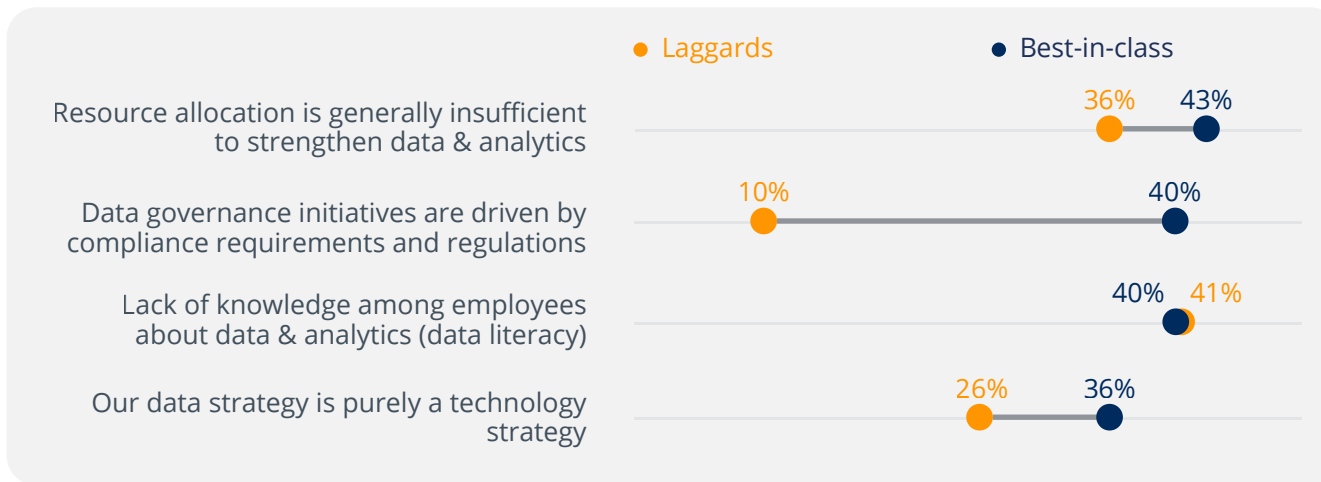 Laggards Best-in-class
Resource allocation is generally insufficient
to strengthen data & analytics
36% 43%
Data governance initiatives are driven by
compliance requirements and regulations
10% 40%
Lack of knowledge among employees
about data & analytics (data literacy)
40% 41%
Our data strategy is purely a technology
strategy
26% 36%